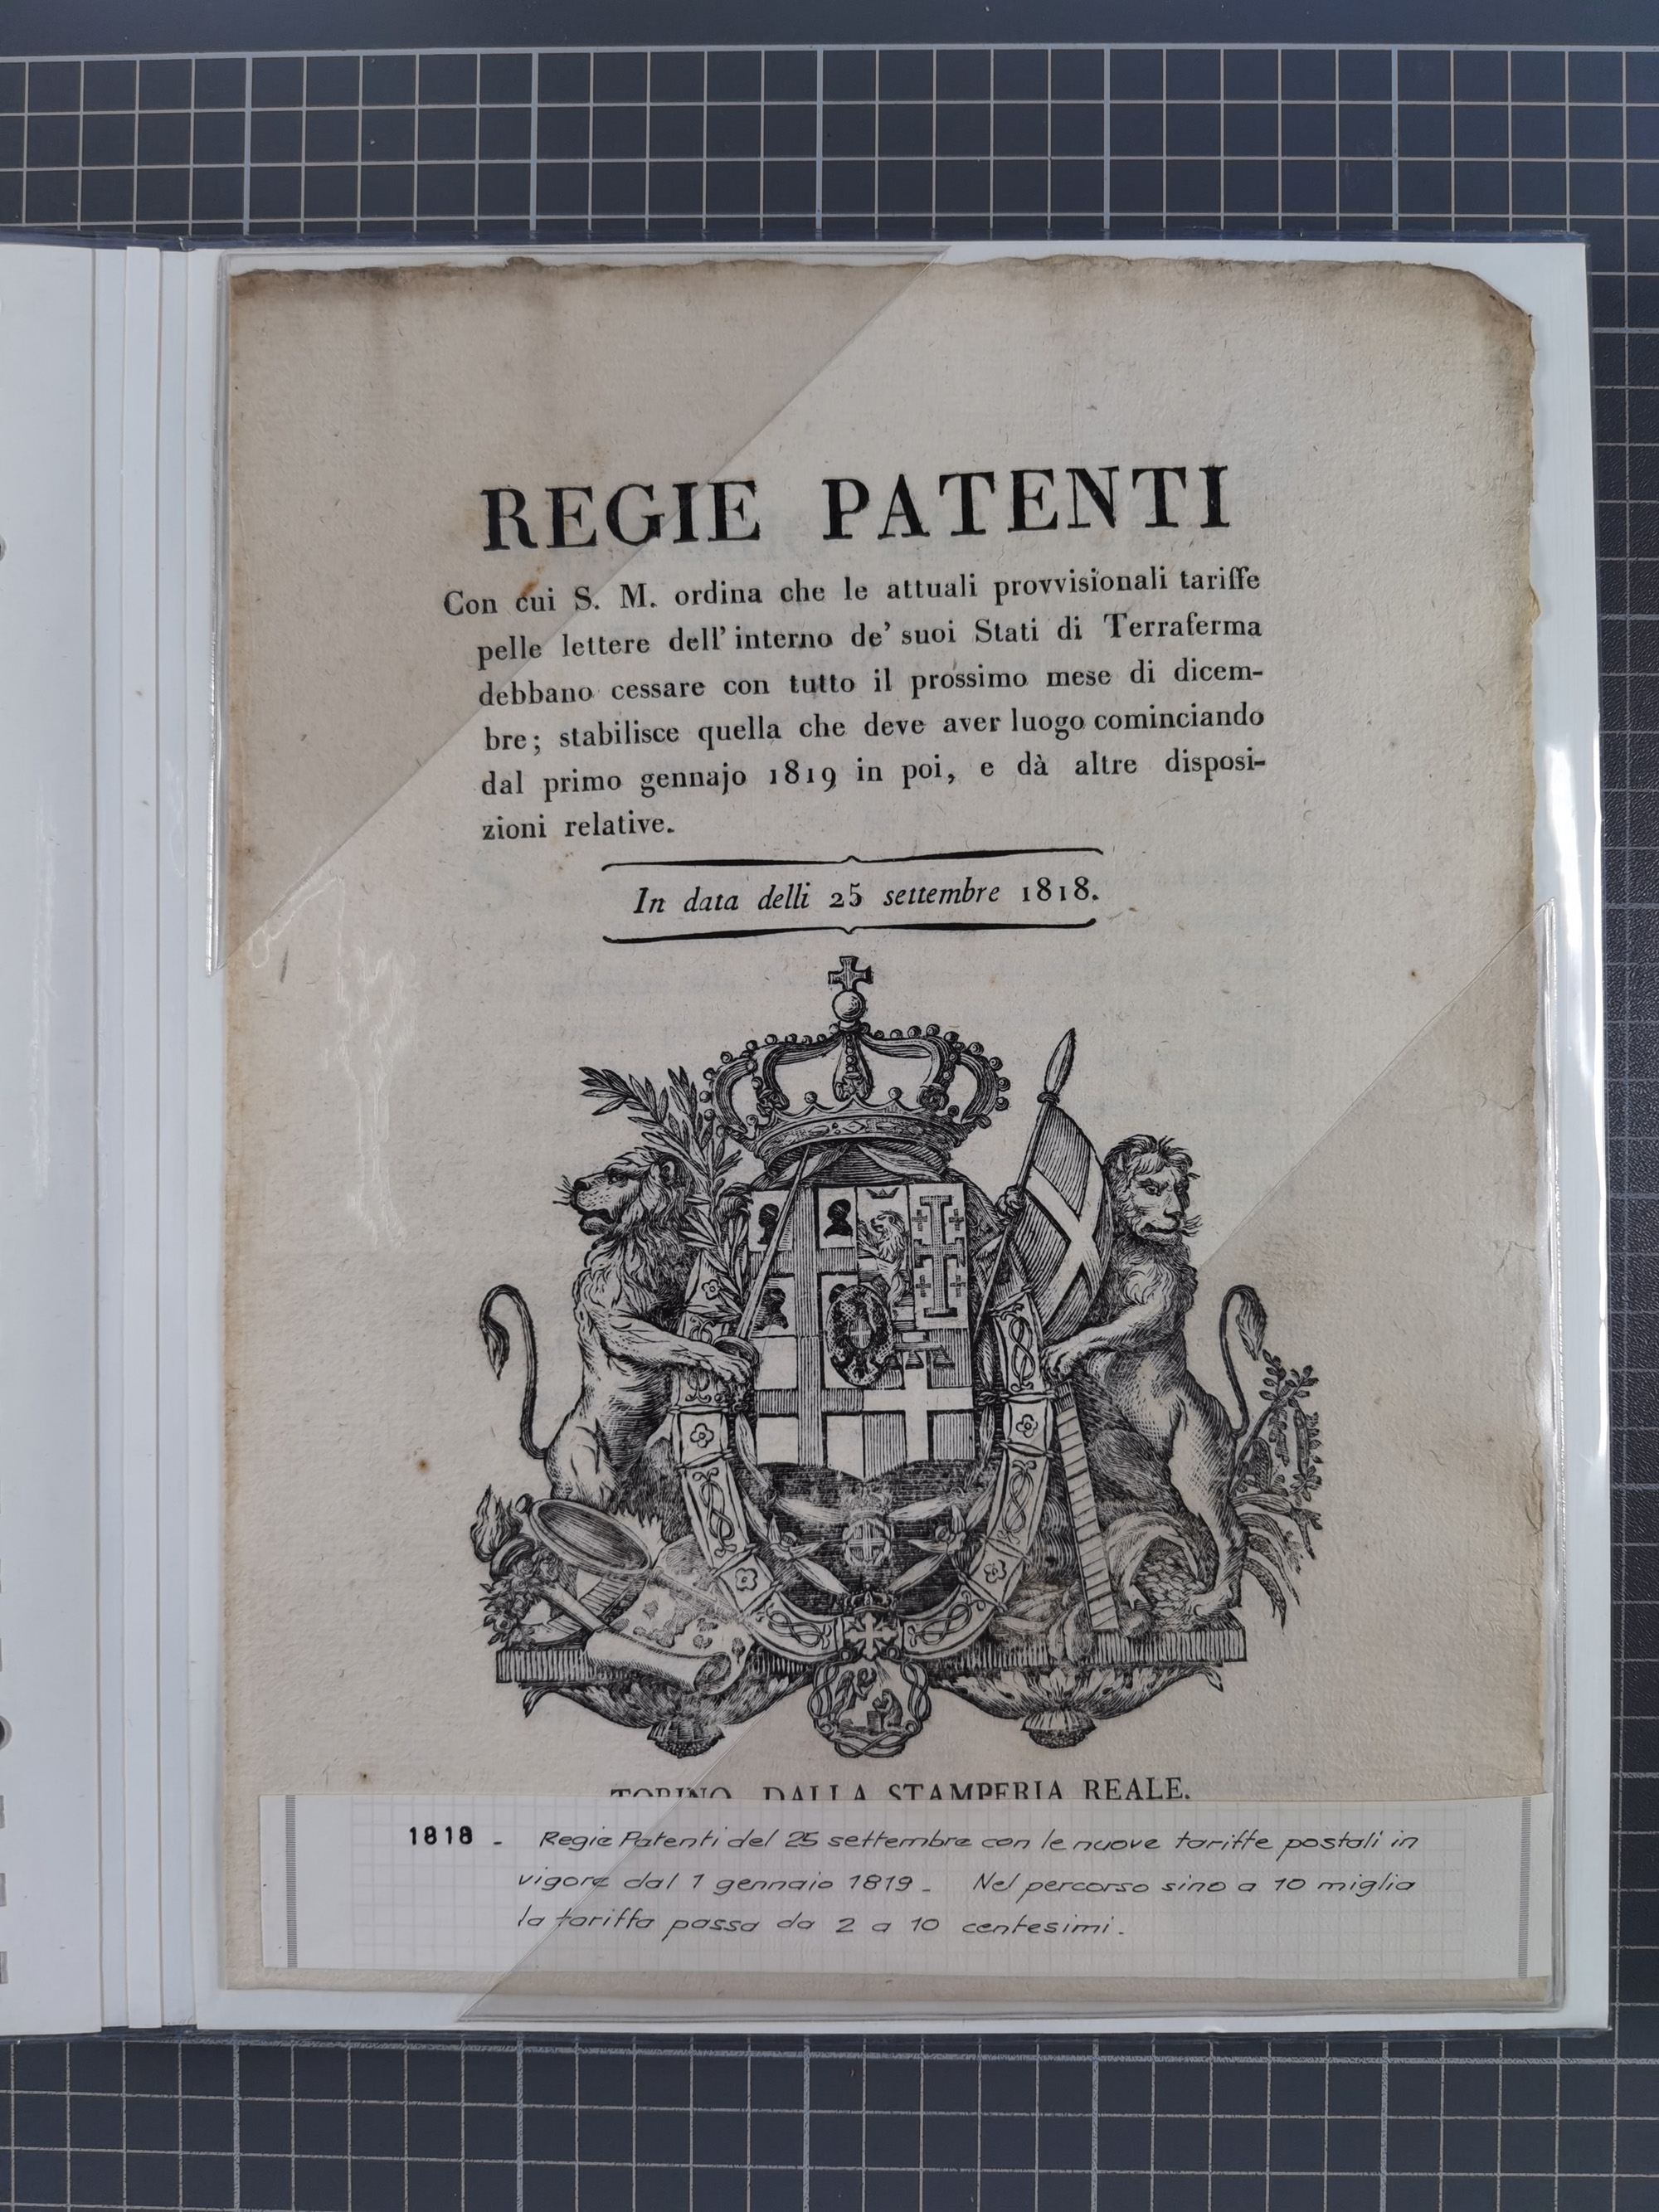 REGIE PATENTI
Con cui S. M. ordina che le attuali provvisionali tariffe
pelle lettere dell' interno de' suoi Stati di Terraferma
debbano cessare con tutto il prossimo mese di dicem-
bre; stabilisce quella che deve aver luogo cominciando
dal primo gennajo 1819 in poi, e dà altre disposi-
zioni relative.
In data delli 25 settembre 1818.
TORINO, DALLA STAMPERIA REALE.
1818 - Regie Patenti del 25 settembre con le nuove tariffe postali in
vigore dal 1 gennaio 1819 - Nel percorso sino a 10 miglia
la tariffa passa da 2 a 10 centesimi.